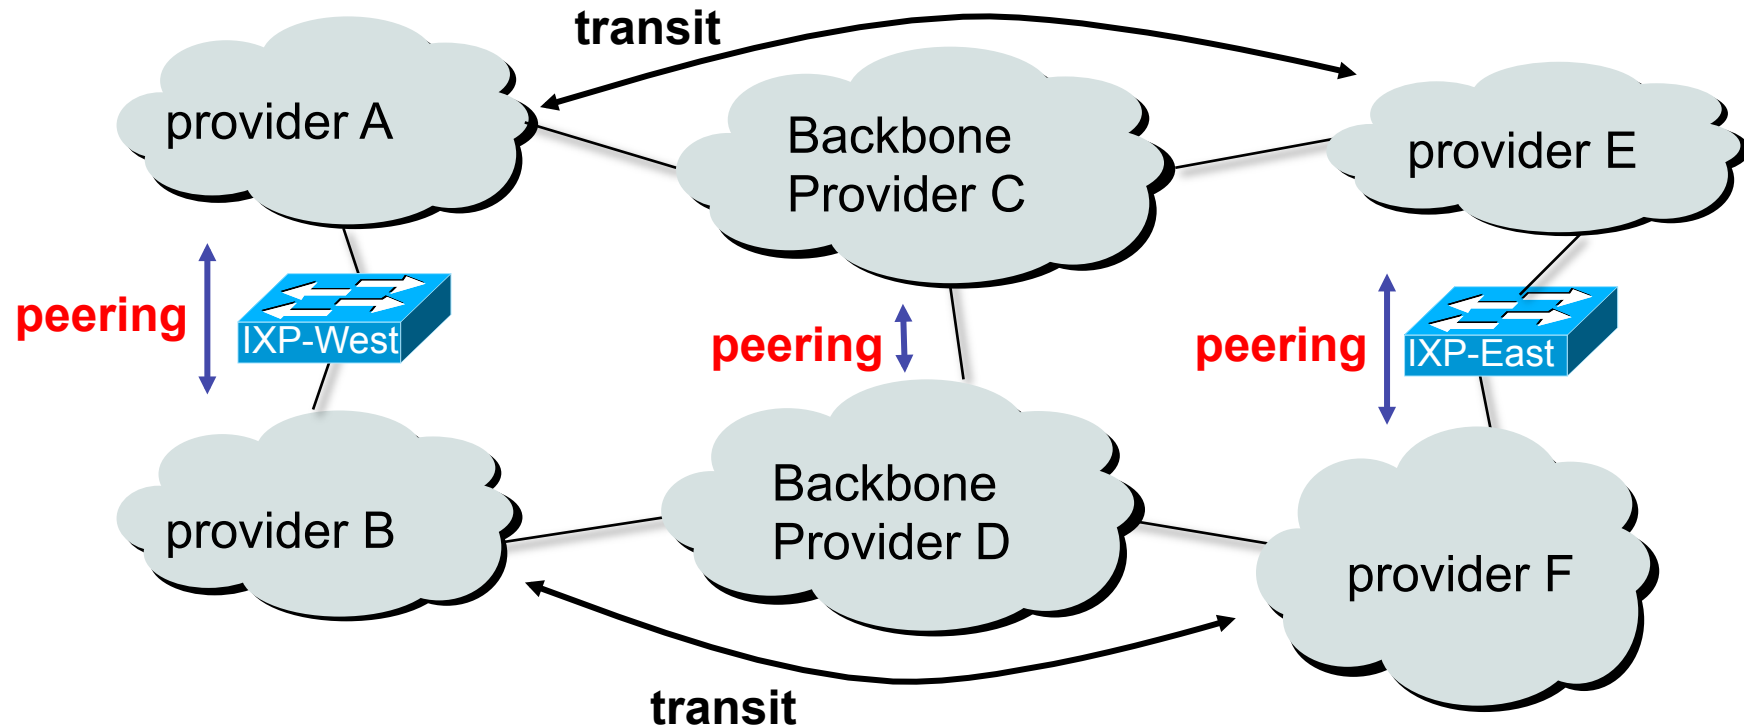 transit
provider A
Backbone
Provider C
provider E
peering
IXP-West
peering
peering
IXP-East
provider B
Backbone
Provider D
provider F
transit